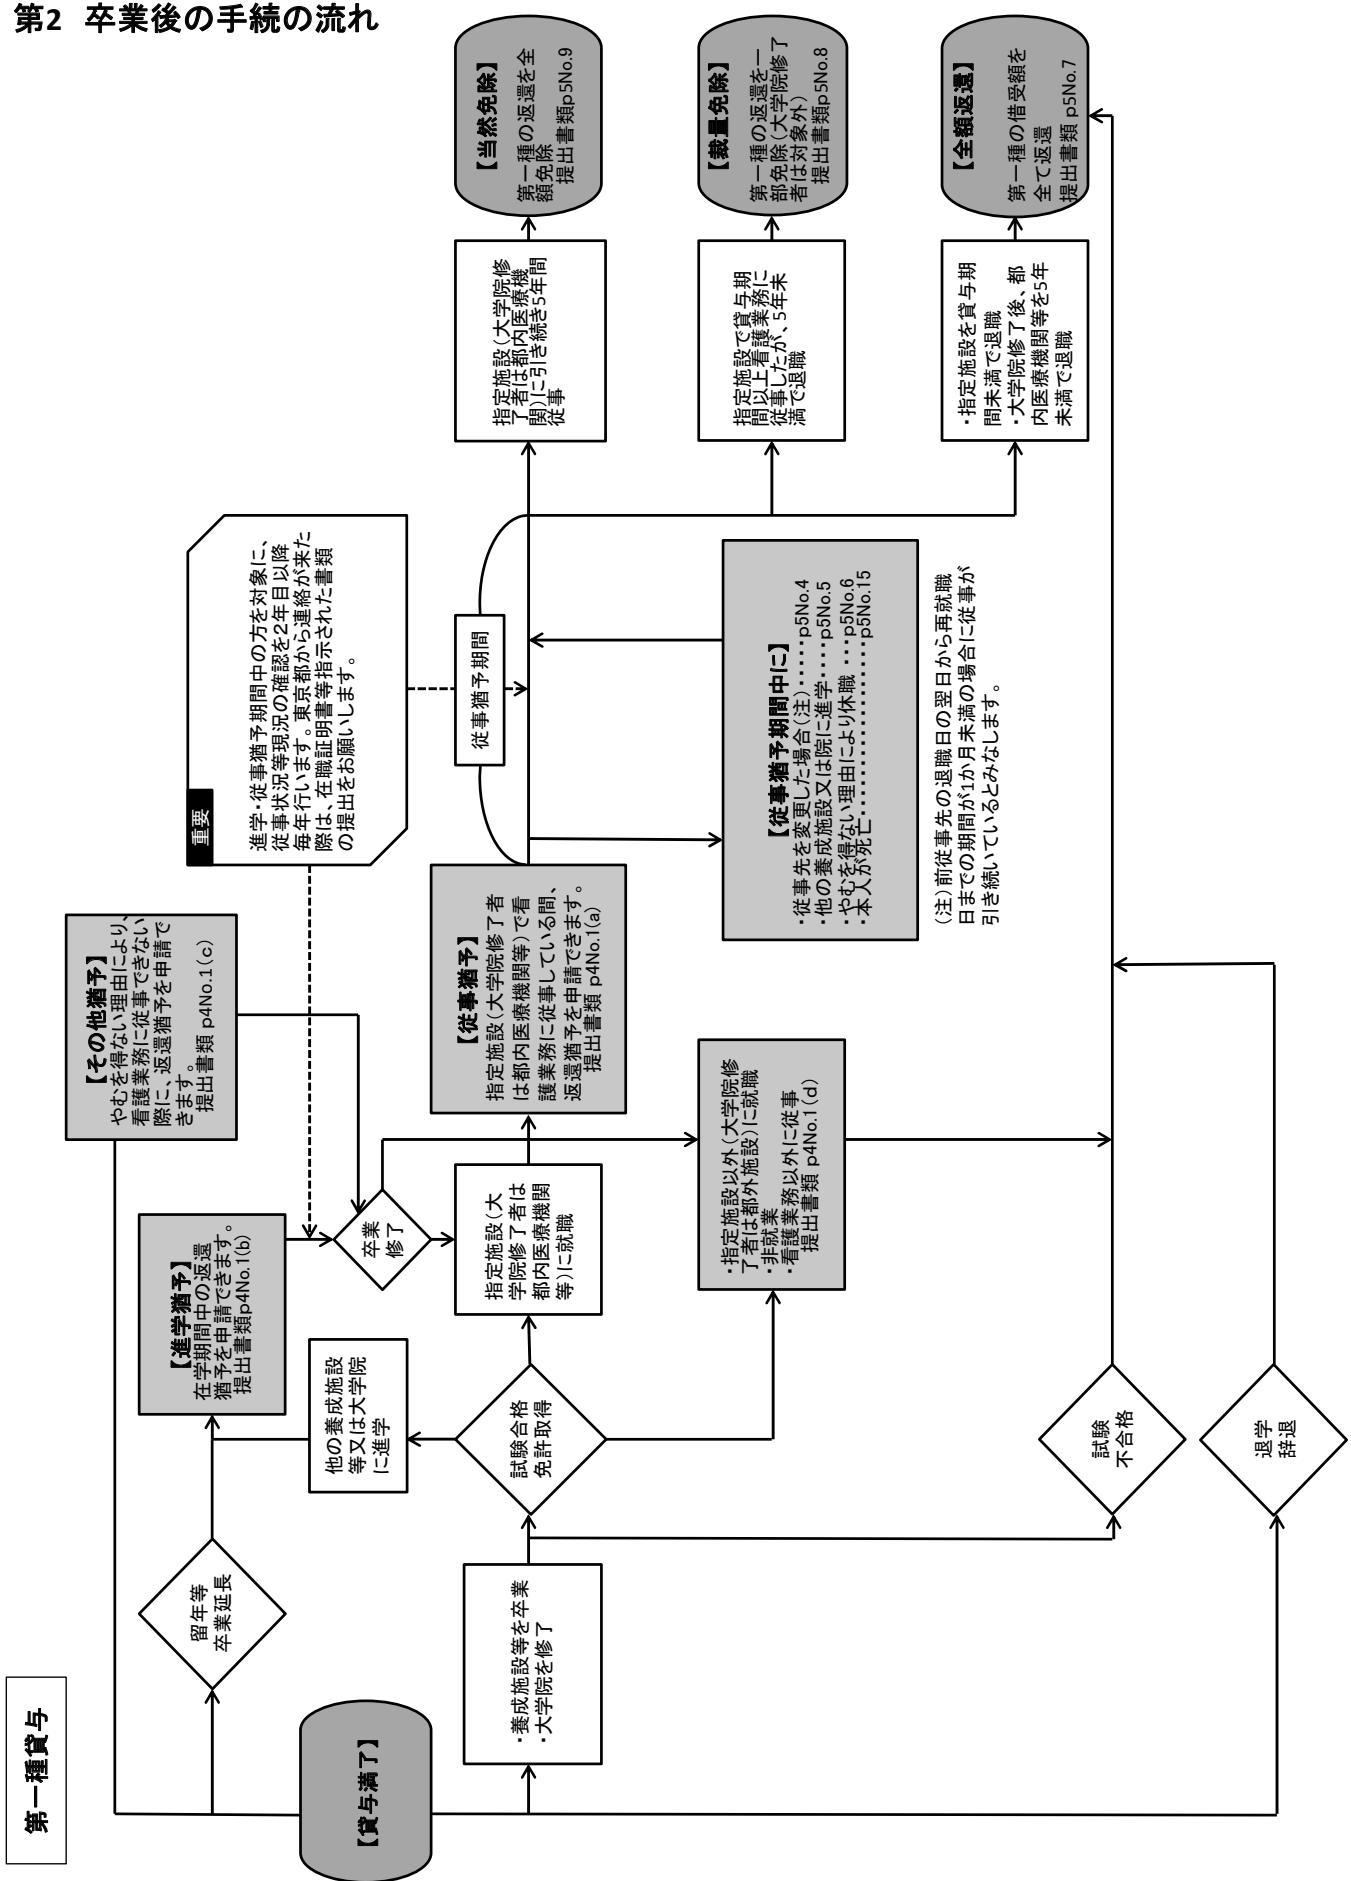 第2 卒業後の手続の流れ
第一種貸与
【貸与満了】
留年等
卒業延長
・養成施設等を卒業
・大学院を修了
【進学猶予】
在学期間中の返還
猶予を申請できます。
提出書類p4No.1(b)
他の養成施設
等又は大学院
に進学
試験合格
免許取得
試験
不合格
退学
辞退
【その他猶予】
やむを得ない理由により、
看護業務に従事できない
際に、返還猶予を申請で
きます。
提出書類 p4No.1(c)
卒業
修了
指定施設(大
学院修了者は
都内医療機関
等)に就職
・指定施設以外(大学院修
了者は都外施設)に就職
・非就業
・看護業務以外に従事
提出書類 p4No.1(d)
重要
進学・従事猶予期間中の方を対象に、
従事状況等現況の確認を2年目以降
毎年行います。東京都から連絡が来た
際は、在職証明書等指示された書類
の提出をお願いします。
【従事猶予】
指定施設(大学院修了者
は都内医療機関等)で看
護業務に従事している間、
返還猶予を申請できます。
提出書類 p4No.1(a)
従事猶予期間
【従事猶予期間中に】
・従事先を変更した場合(注)・・・・・p5No.4
・他の養成施設又は院に進学・・・・p5No.5
・やむを得ない理由により休職 ・・・p5No.6
・本人が死亡・・・・・・・・・・・・・・・・・・p5No.15
(注)前従事先の退職日の翌日から再就職
日までの期間が1か月未満の場合に従事が
引き続いているとみなします。
指定施設(大学院修
了者は都内医療機
関)に引き続き5年間
従事
指定施設で貸与期
間以上看護業務に
従事したが、5年未
満で退職
・指定施設を貸与期
間未満で退職
・大学院修了後、都
内医療機関等を5年
未満で退職
【当然免除】
第一種の返還を全
額免除
提出書類p5No.9
【裁量免除】
第一種の返還を一
部免除(大学院修了
者は対象外)
提出書類p5No.8
【全額返還】
第一種の借受額を
全て返還
提出書類 p5No.7